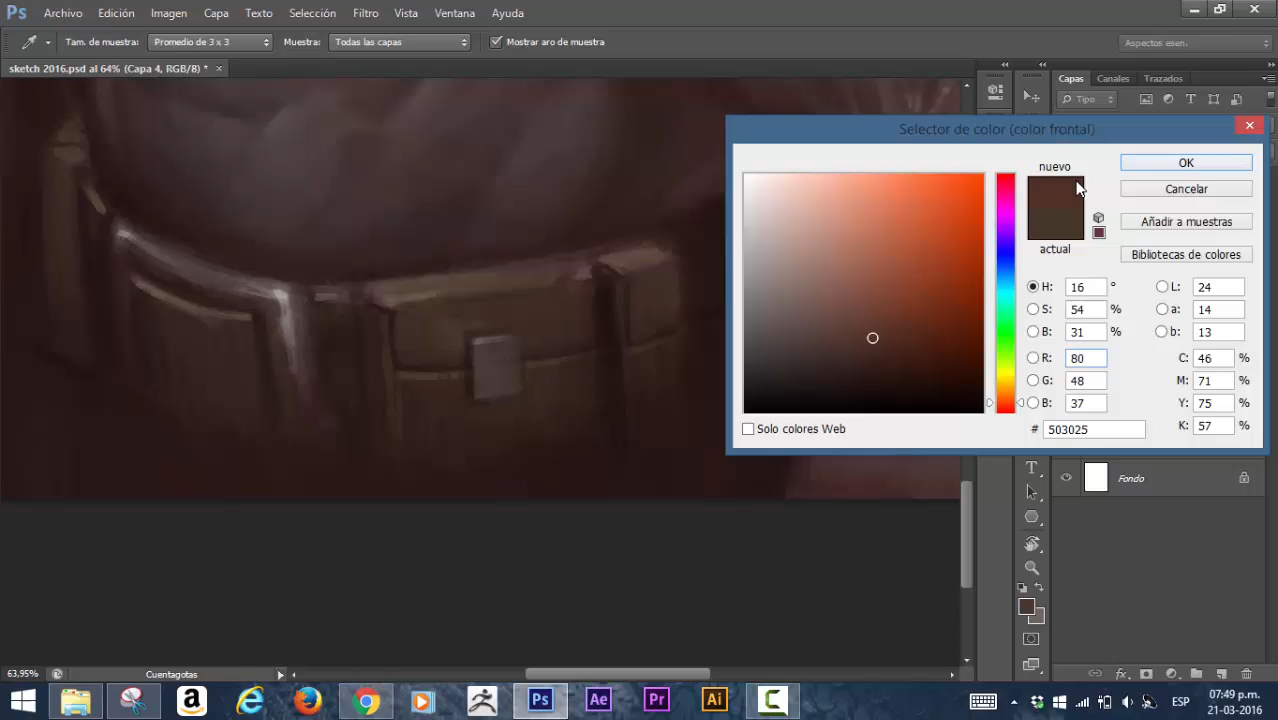 Ps Archivo Edición Imagen Capa Texto Selección Filtro Vista Ventana Ayuda
Tam. de muestra: Promedio de 3 x 3 Muestra: Todas las capas Mostrar aro de muestra Aspectos esen.
sketch 2016.psd al 64% (Capa 4, RGB/8) * ×
Capas Canales Trazados
Tipo
Selector de color (color frontal)
nuevo
actual
OK
Cancelar
Añadir a muestras
Bibliotecas de colores
H: 16 ° L: 24
S: 54 % a: 14
B: 31 % b: 13
R: 80 C: 46 %
G: 48 M: 71 %
B: 37 Y: 75 %
# 503025 K: 57 %
Solo colores Web
Fondo
63,95% Cuentagotas
Ps Ae Pr Ai C
ESP
07:49 p.m.
21-03-2016